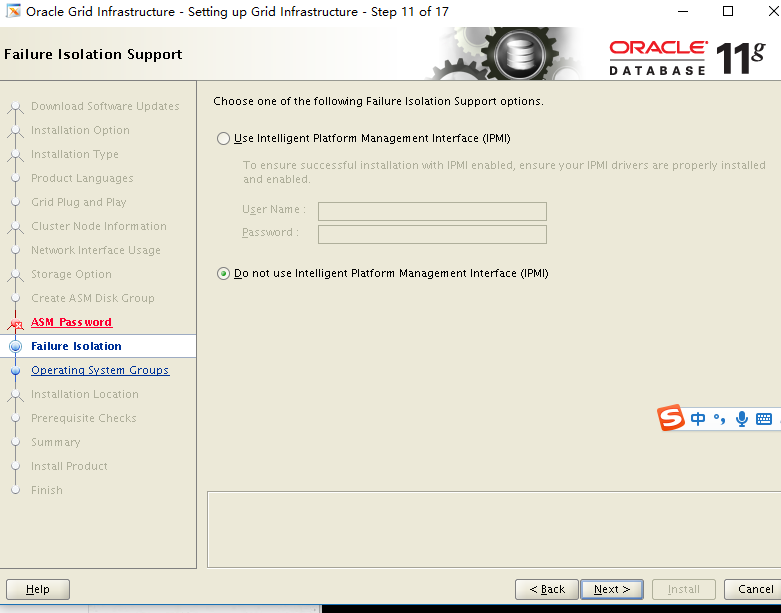 Oracle Grid Infrastructure - Setting up Grid Infrastructure - Step 11 of 17
Failure Isolation Support
ORACLE
DATABASE
11g
Download Software Updates
Installation Option
Installation Type
Product Languages
Grid Plug and Play
Cluster Node Information
Network Interface Usage
Storage Option
Create ASM Disk Group
ASM Password
Failure Isolation
Operating System Groups
Installation Location
Prerequisite Checks
Summary
Install Product
Finish
Choose one of the following Failure Isolation Support options.
Use Intelligent Platform Management Interface (IPMI)
To ensure successful installation with IPMI enabled, ensure your IPMI drivers are properly installed
and enabled.
User Name :
Password :
Do not use Intelligent Platform Management Interface (IPMI)
S 中 °,
Help
< Back
Next >
Install
Cancel